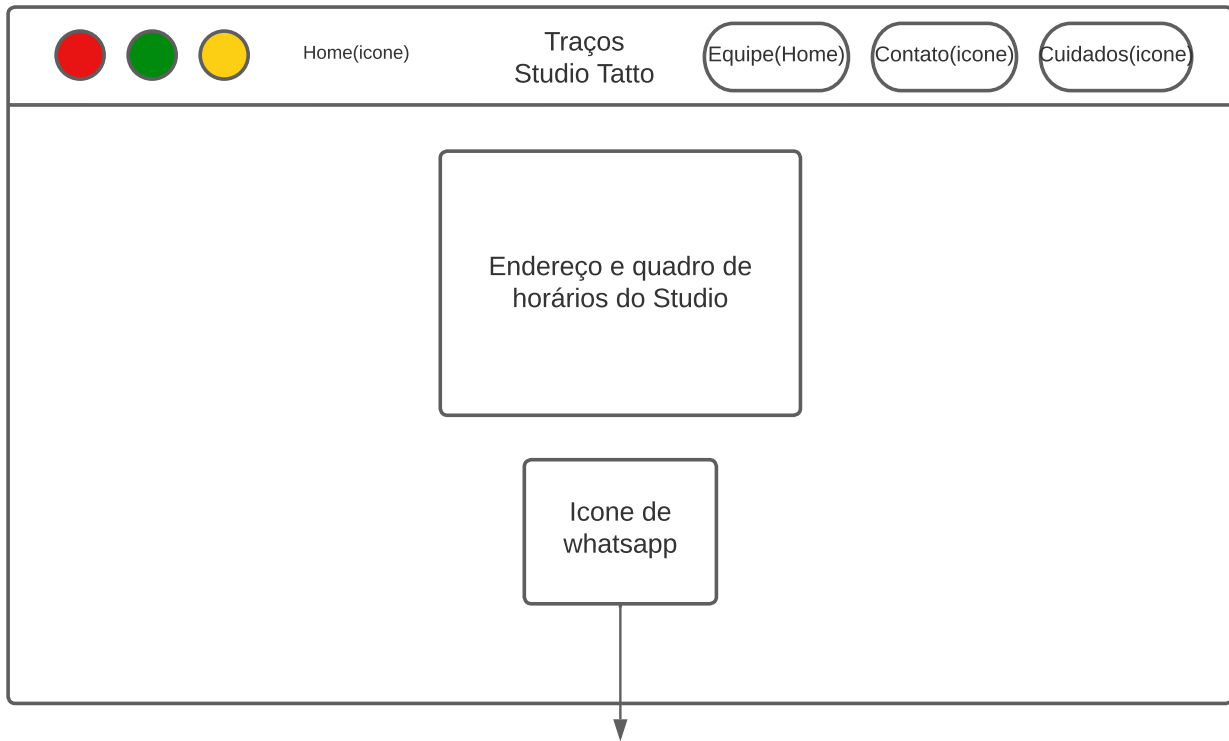 Home(icone)
Traços
Studio Tatto
Equipe(Home)
Contato(icone)
Cuidados(icone)
Endereço e quadro de
horários do Studio
Icone de
whatsapp